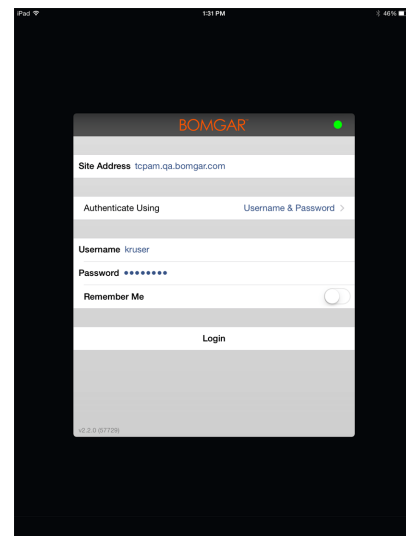 iPad 1:31 PM 46%
BOMGAR
Site Address tcpam.qa.bomgar.com
Authenticate Using Username & Password >
Username kruser
Password ••••••••
Remember Me
Login
v2.2.0 (67729)